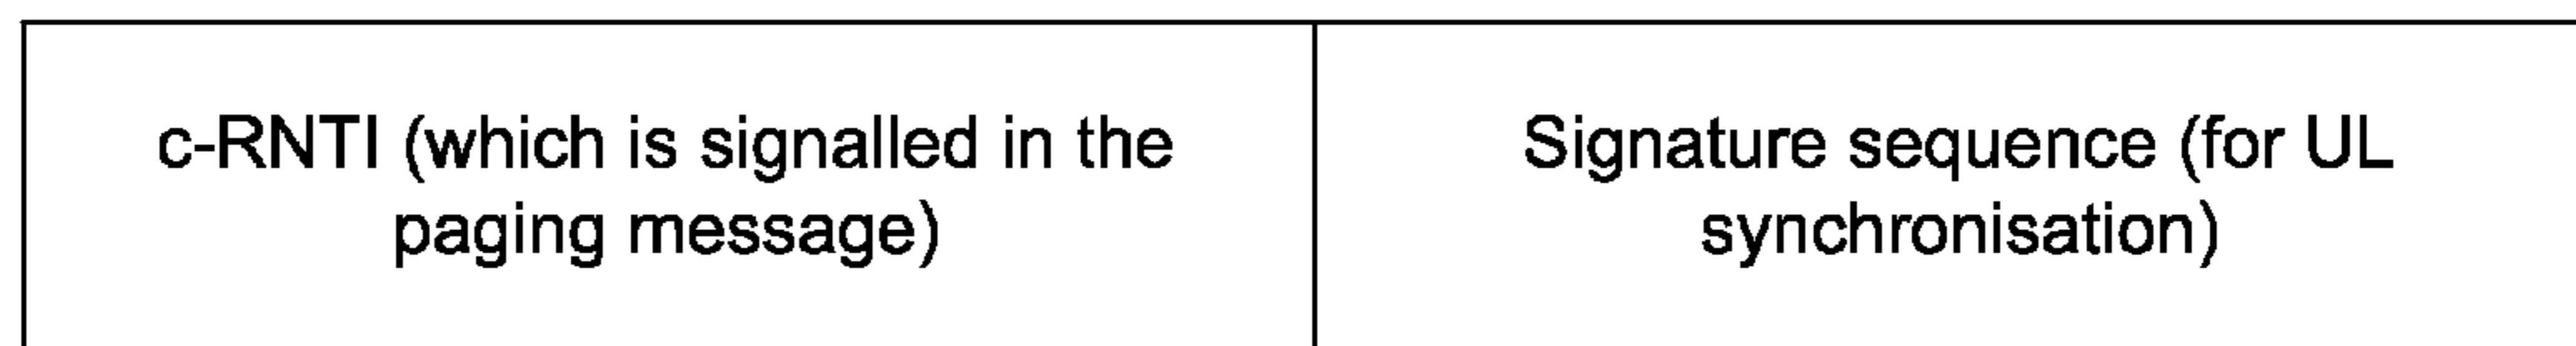 c-RNTI (which is signalled in the
paging message)
Signature sequence (for UL
synchronisation)